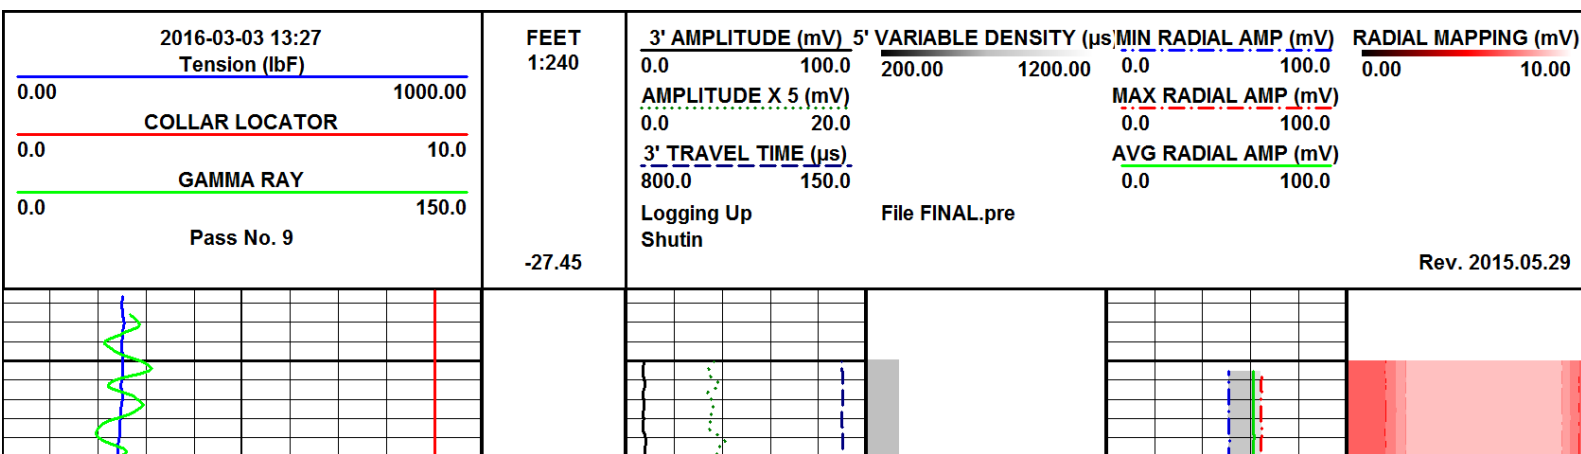 2016-03-03 13:27
Tension (lbF)
0.00 1000.00
COLLAR LOCATOR
0.0 10.0
GAMMA RAY
0.0 150.0
Pass No. 9
FEET
1:240
-27.45
3' AMPLITUDE (mV)
0.0 100.0
AMPLITUDE X 5 (mV)
0.0 20.0
3' TRAVEL TIME (µs)
800.0 150.0
Logging Up
Shutin
5' VARIABLE DENSITY (µs)
200.00 1200.00
File FINAL.pre
MIN RADIAL AMP (mV)
0.0 100.0
MAX RADIAL AMP (mV)
0.0 100.0
AVG RADIAL AMP (mV)
0.0 100.0
RADIAL MAPPING (mV)
0.00 10.00
Rev. 2015.05.29